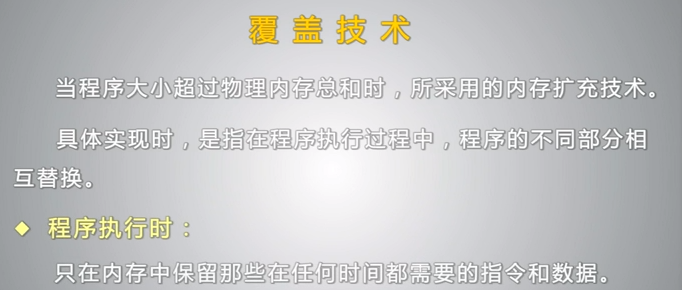 覆盖技术
当程序大小超过物理内存总和时，所采用的内存扩充技术。
具体实现时，是指在程序执行过程中，程序的不同部分相
互替换。
◆ 程序执行时：
只在内存中保留那些在任何时间都需要的指令和数据。